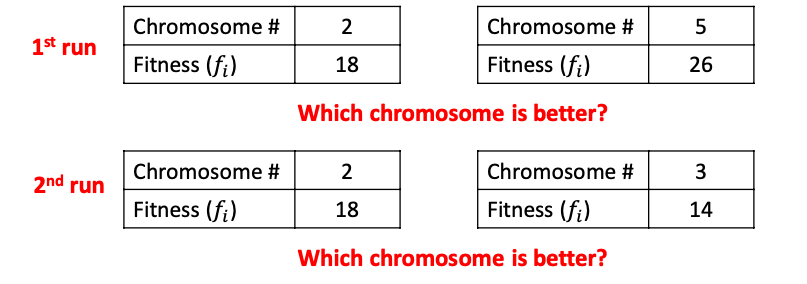 1st run
Chromosome # 2 Chromosome # 5
Fitness (fi) 18 Fitness (fi) 26
Which chromosome is better?
2nd run
Chromosome # 2 Chromosome # 3
Fitness (fi) 18 Fitness (fi) 14
Which chromosome is better?